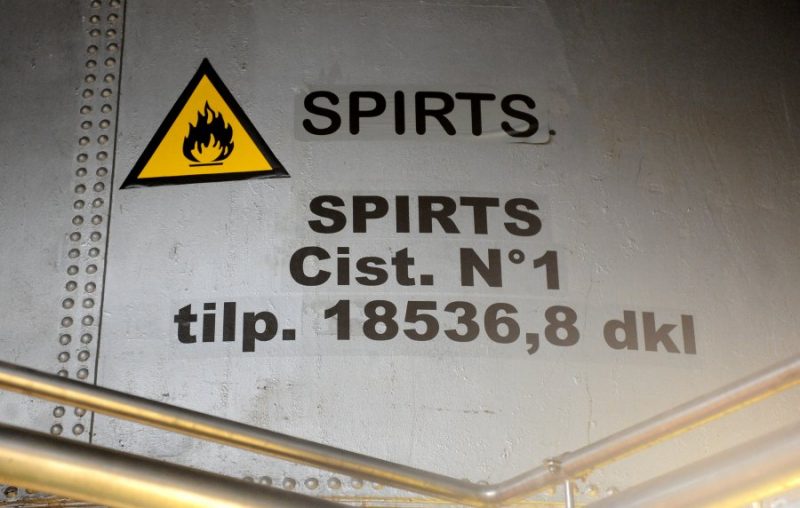 SPIRTS.
SPIRTS
Cist. N°1
tilp. 18536,8 dkl